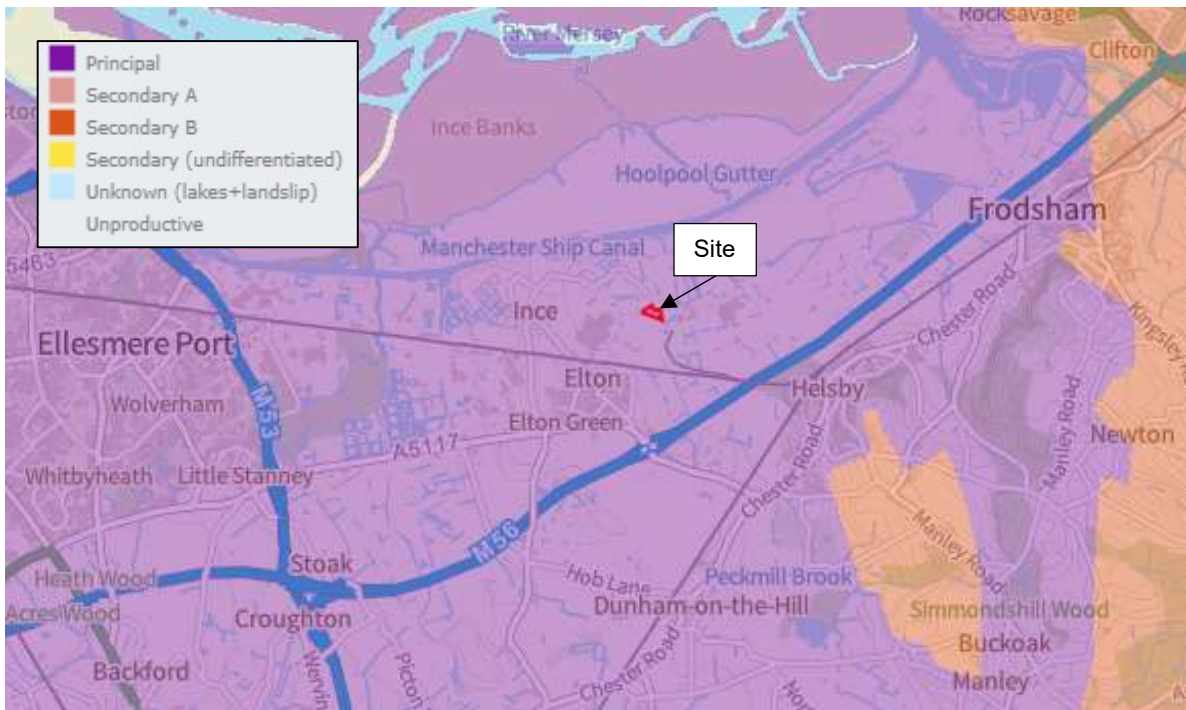 Rocksavage
River Mersey
Clifton
Principal
Secondary A
Secondary B
Secondary (undifferentiated)
Unknown (lakes+landslip)
Unproductive
Ince Banks
Hoolpool Gutter
Frodsham
Manchester Ship Canal
Site
5463
Ince
Chester Road
Ellesmere Port
Elton
Helsby
Wolverham
M53
Elton Green
Manley Road
Newton
A5117
Whitbyheath
Little Stanney
Chester Road
Manley Road
M56
Stoak
Heath Wood
Hob Lane
Peckmill Brook
Acres Wood
Dunham-on-the-Hill
Simmondshill Wood
Croughton
Buckoak
Backford
Chester Road
Manley